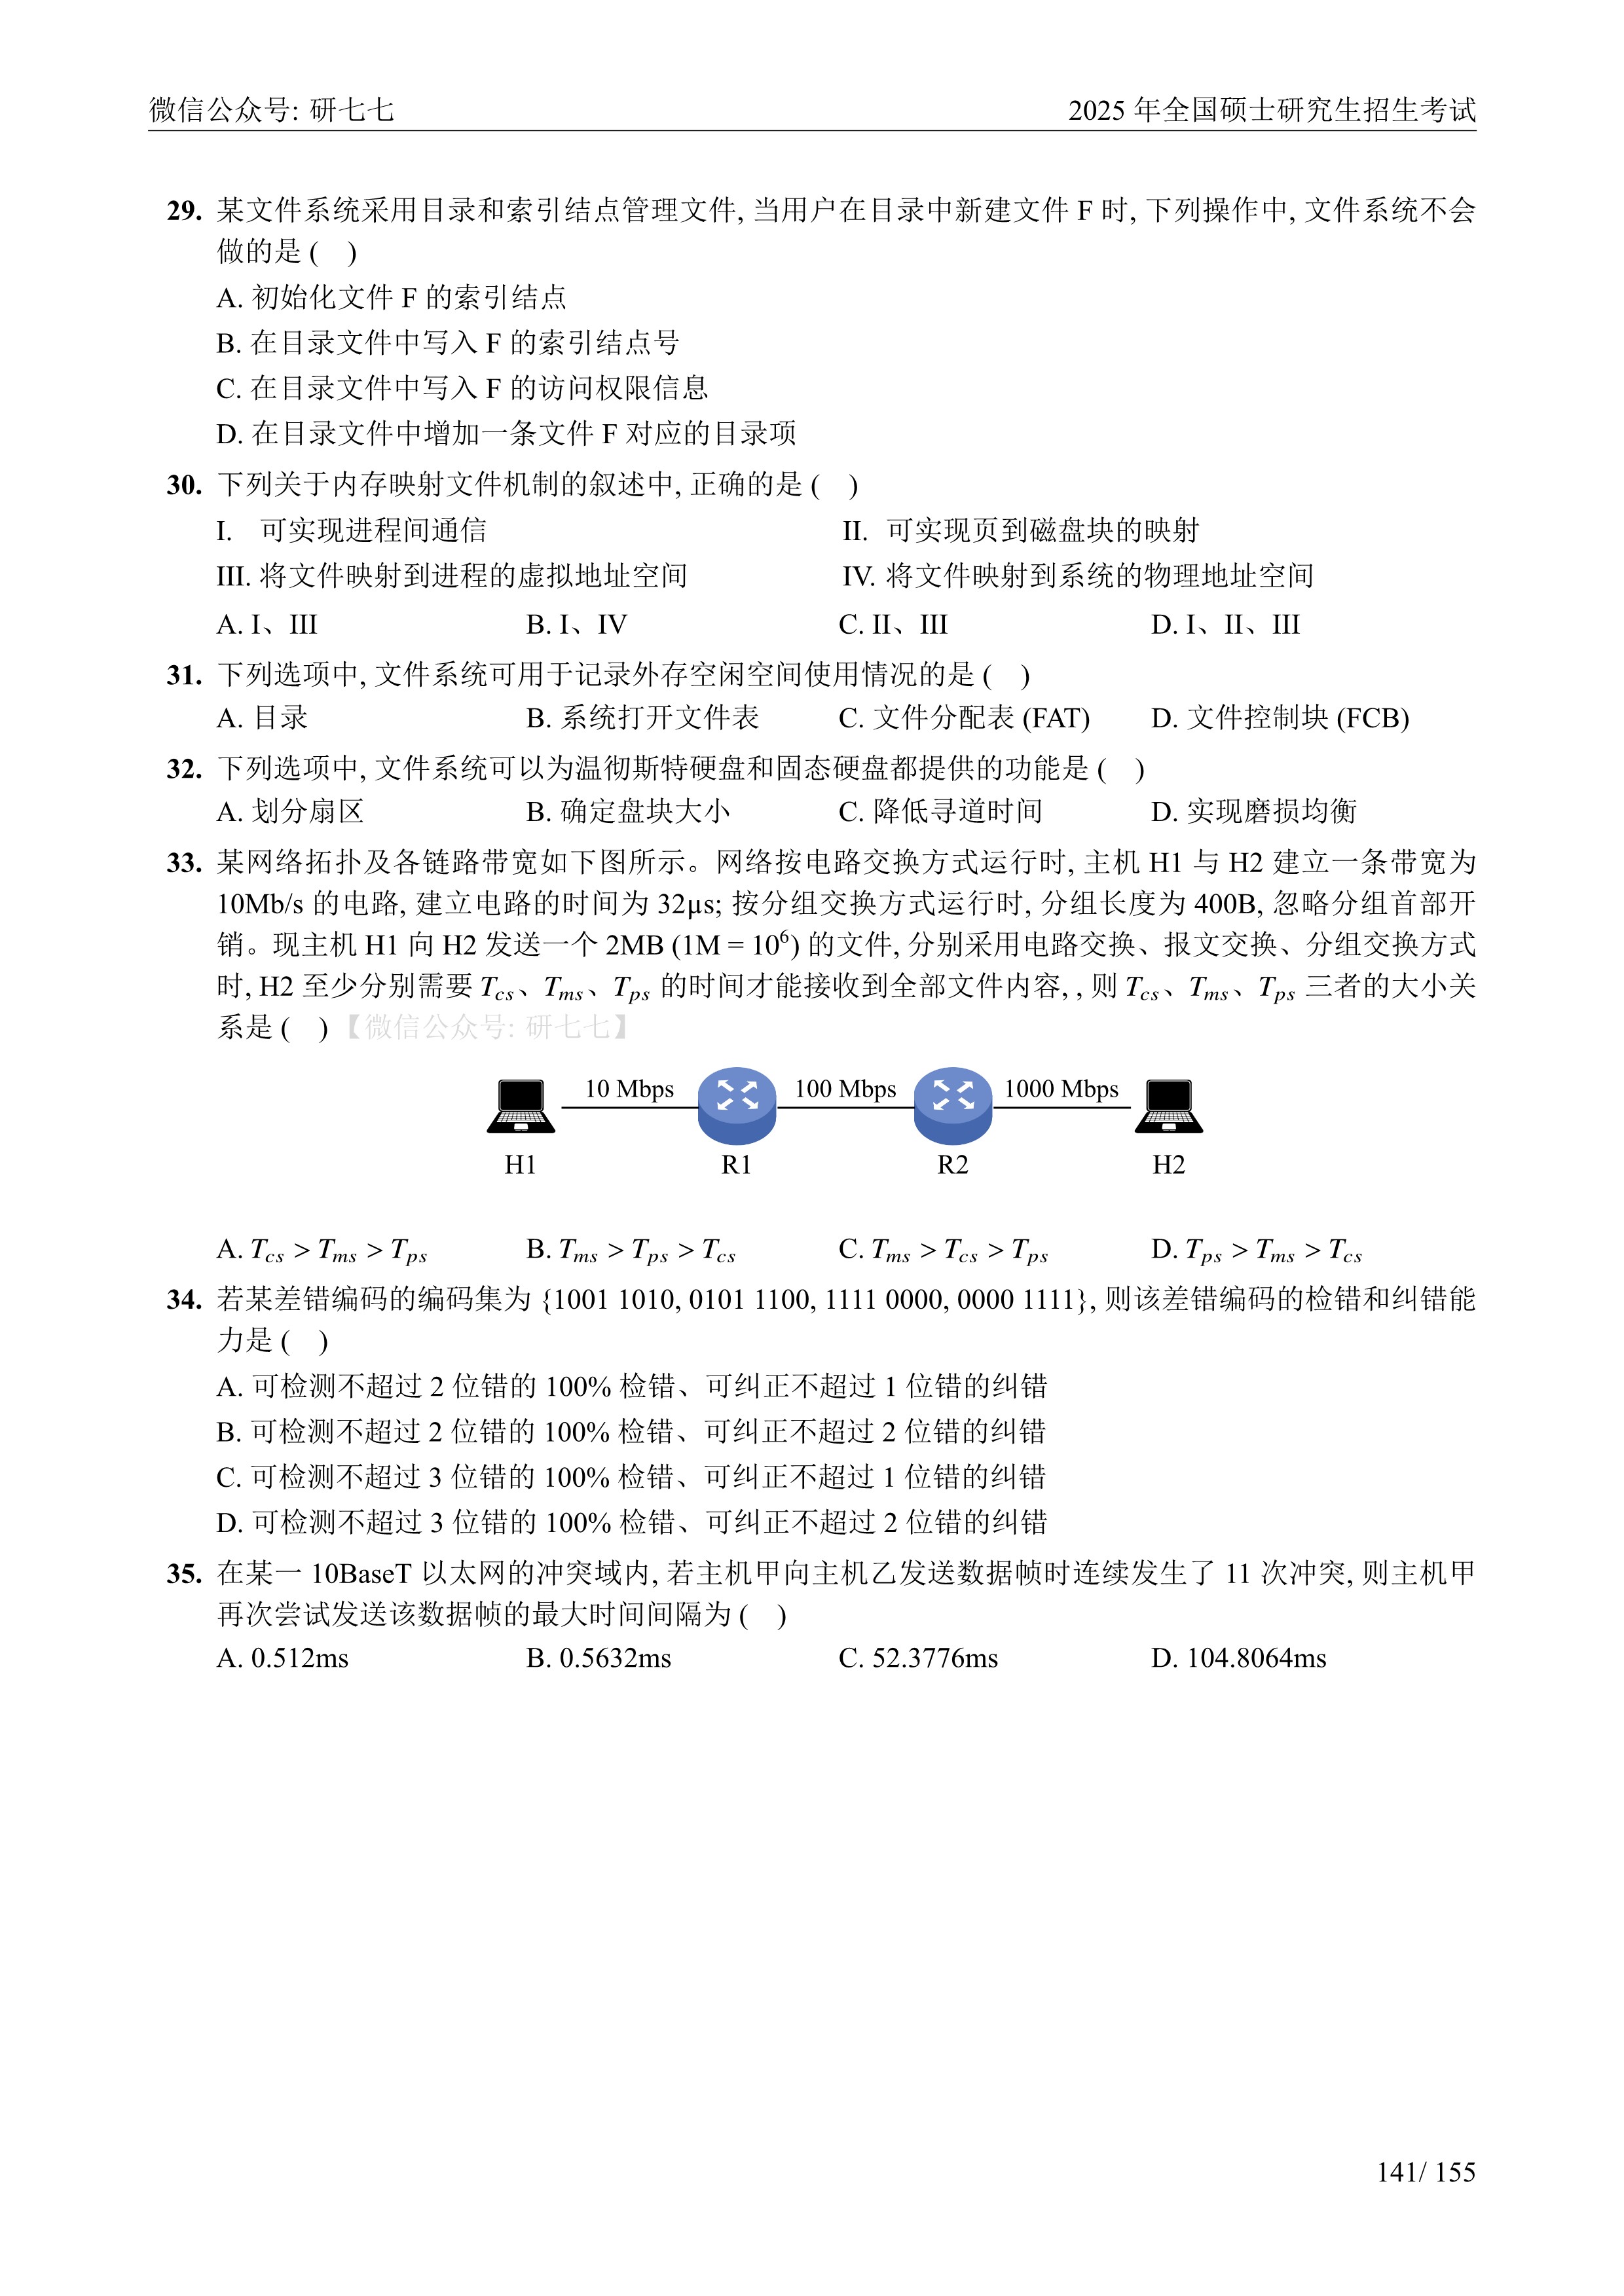 微信公众号: 研七七
2025 年全国硕士研究生招生考试
29. 某文件系统采用目录和索引结点管理文件, 当用户在目录中新建文件 F 时, 下列操作中, 文件系统不会
做的是 ( )
A. 初始化文件 F 的索引结点
B. 在目录文件中写入 F 的索引结点号
C. 在目录文件中写入 F 的访问权限信息
D. 在目录文件中增加一条文件 F 对应的目录项
30. 下列关于内存映射文件机制的叙述中, 正确的是 ( )
I. 可实现进程间通信 II. 可实现页到磁盘块的映射
III. 将文件映射到进程的虚拟地址空间 IV. 将文件映射到系统的物理地址空间
A. I、III B. I、IV C. II、III D. I、II、III
31. 下列选项中, 文件系统可用于记录外存空闲空间使用情况的是 ( )
A. 目录 B. 系统打开文件表 C. 文件分配表 (FAT) D. 文件控制块 (FCB)
32. 下列选项中, 文件系统可以为温彻斯特硬盘和固态硬盘都提供的功能是 ( )
A. 划分扇区 B. 确定盘块大小 C. 降低寻道时间 D. 实现磨损均衡
33. 某网络拓扑及各链路带宽如下图所示。网络按电路交换方式运行时, 主机 H1 与 H2 建立一条带宽为
10Mb/s 的电路, 建立电路的时间为 32μs; 按分组交换方式运行时, 分组长度为 400B, 忽略分组首部开
销。现主机 H1 向 H2 发送一个 2MB (1M = 10⁶) 的文件, 分别采用电路交换、报文交换、分组交换方式
时, H2 至少分别需要 Tcs、Tms、Tps 的时间才能接收到全部文件内容, , 则 Tcs、Tms、Tps 三者的大小关
系是 ( ) 【微信公众号: 研七七】
10 Mbps 100 Mbps 1000 Mbps
H1 R1 R2 H2
A. Tcs > Tms > Tps B. Tms > Tps > Tcs C. Tms > Tcs > Tps D. Tps > Tms > Tcs
34. 若某差错编码的编码集为 {1001 1010, 0101 1100, 1111 0000, 0000 1111}, 则该差错编码的检错和纠错能
力是 ( )
A. 可检测不超过 2 位错的 100% 检错、可纠正不超过 1 位错的纠错
B. 可检测不超过 2 位错的 100% 检错、可纠正不超过 2 位错的纠错
C. 可检测不超过 3 位错的 100% 检错、可纠正不超过 1 位错的纠错
D. 可检测不超过 3 位错的 100% 检错、可纠正不超过 2 位错的纠错
35. 在某一 10BaseT 以太网的冲突域内, 若主机甲向主机乙发送数据帧时连续发生了 11 次冲突, 则主机甲
再次尝试发送该数据帧的最大时间间隔为 ( )
A. 0.512ms B. 0.5632ms C. 52.3776ms D. 104.8064ms
141/ 155